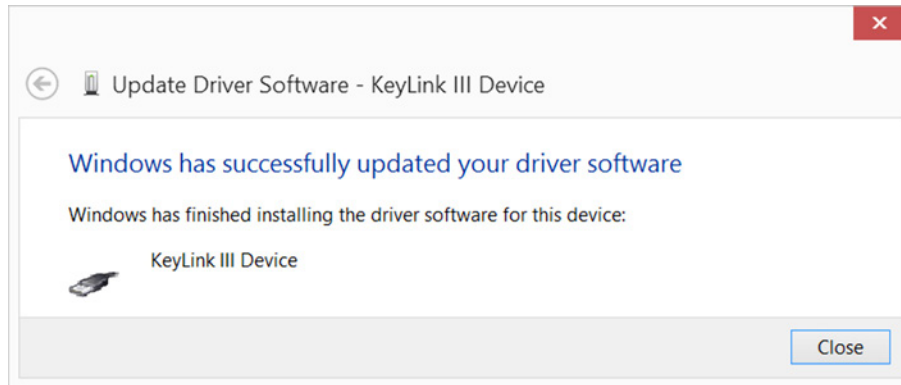 Update Driver Software - KeyLink III Device
Windows has successfully updated your driver software
Windows has finished installing the driver software for this device:
KeyLink III Device
Close